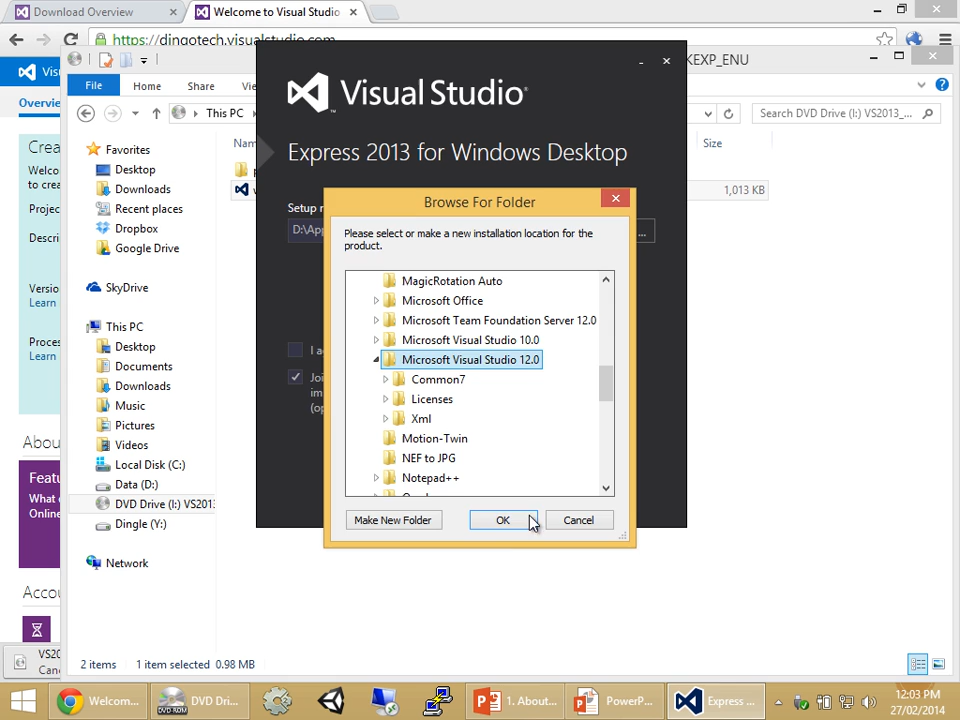 Download Overview
Welcome to Visual Studio
https://dingotech.visualstudio.com
KEXP_ENU
File
Home
Share
This PC
Search DVD Drive (I:) VS2013_...
Size
1,013 KB
Favorites
Desktop
Downloads
Recent places
Dropbox
Google Drive
SkyDrive
This PC
Desktop
Documents
Downloads
Music
Pictures
Videos
Local Disk (C:)
Data (D:)
DVD Drive (I:) VS2013
Dingle (Y:)
Network
2 items
1 item selected 0.98 MB
Learn
Learn
Visual Studio
Express 2013 for Windows Desktop
...
Browse For Folder
Please select or make a new installation location for the
product.
MagicRotation Auto
Microsoft Office
Microsoft Team Foundation Server 12.0
Microsoft Visual Studio 10.0
Microsoft Visual Studio 12.0
Common7
Licenses
Xml
Motion-Twin
NEF to JPG
Notepad++
Make New Folder
OK
Cancel
Welcom...
DVD Dri...
1. About...
PowerP...
Express ...
12:03 PM
27/02/2014